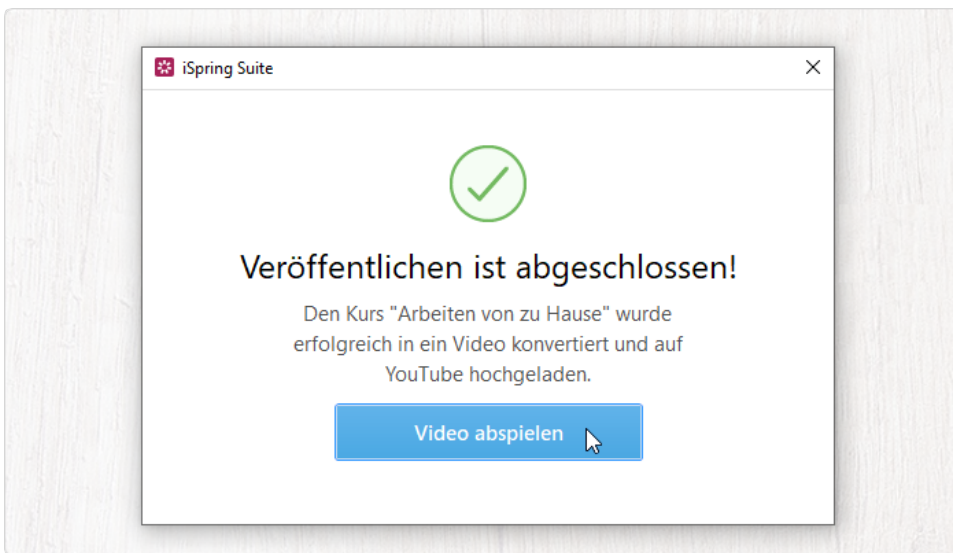 iSpring Suite
Veröffentlichen ist abgeschlossen!
Den Kurs "Arbeiten von zu Hause" wurde
erfolgreich in ein Video konvertiert und auf
YouTube hochgeladen.
Video abspielen